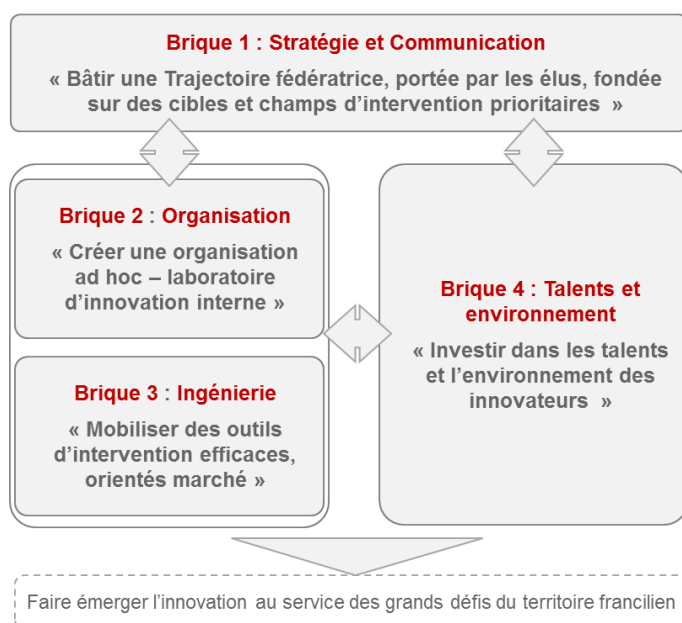 Brique 1 : Stratégie et Communication
« Bâtir une Trajectoire fédératrice, portée par les élus, fondée
sur des cibles et champs d’intervention prioritaires »
Brique 2 : Organisation
« Créer une organisation
ad hoc – laboratoire
d’innovation interne »
Brique 3 : Ingénierie
« Mobiliser des outils
d’intervention efficaces,
orientés marché »
Brique 4 : Talents et
environnement
« Investir dans les talents
et l’environnement des
innovateurs »
Faire émerger l’innovation au service des grands défis du territoire francilien